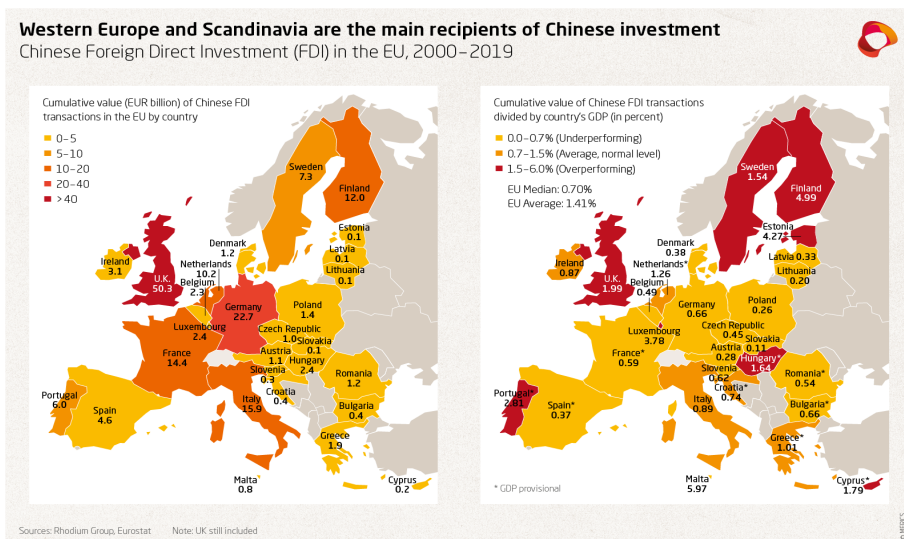 Western Europe and Scandinavia are the main recipients of Chinese investment
Chinese Foreign Direct Investment (FDI) in the EU, 2000–2019
Cumulative value (EUR billion) of Chinese FDI
transactions in the EU by country
0–5
5–10
10–20
20–40
>40
Sweden
7.3
Finland
12.0
Estonia
0.1
Latvia
0.1
Lithuania
0.1
Denmark
1.2
Ireland
3.1
U.K.
50.3
Netherlands
10.2
Belgium
2.3
Germany
22.7
Poland
1.4
Luxembourg
2.4
Czech Republic
1.0
Slovakia
0.1
France
14.4
Austria
1.1
Hungary
2.4
Slovenia
0.3
Croatia
0.4
Romania
1.2
Portugal
6.0
Spain
4.6
Italy
15.9
Bulgaria
0.4
Greece
1.9
Malta
0.8
Cyprus
0.2
Cumulative value of Chinese FDI transactions
divided by country's GDP (in percent)
0.0–0.7% (Underperforming)
0.7–1.5% (Average, normal level)
1.5–6.0% (Overperforming)
EU Median: 0.70%
EU Average: 1.41%
Sweden
1.54
Finland
4.99
Estonia
4.27*
Latvia 0.33
Lithuania
0.20
Denmark
0.38
Ireland
0.87
U.K.
1.99
Netherlands*
1.26
Belgium
0.49
Germany
0.66
Poland
0.26
Luxembourg
3.78
Czech Republic
0.45
Slovakia
0.11
France*
0.59
Austria
0.28
Hungary*
1.64
Slovenia
0.62
Croatia*
0.74
Romania*
0.54
Portugal*
2.81
Spain*
0.37
Italy
0.89
Bulgaria*
0.66
Greece*
1.01
Malta*
5.97
Cyprus*
1.79
* GDP provisional
Sources: Rhodium Group, Eurostat
Note: UK still included
© MERICS